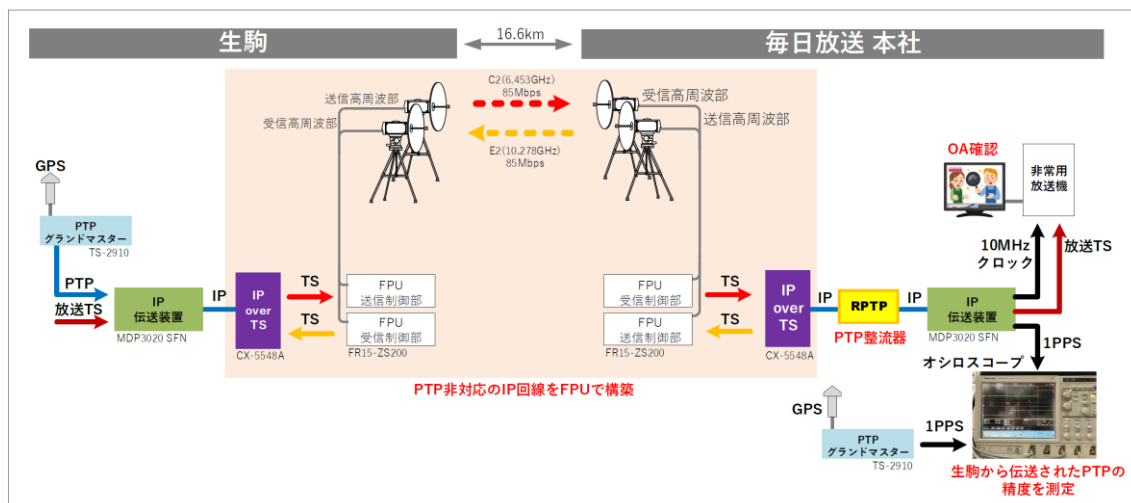 生駒
16.6km
毎日放送 本社
C2(6.453GHz)
85Mbps
送信高周波部
受信高周波部
E2(10.278GHz)
85Mbps
受信高周波部
送信高周波部
GPS
PTP
グランドマスター
TS-2910
PTP
放送TS
IP
伝送装置
MDP3020 SFN
IP
IP
over
TS
CX-5548A
TS
TS
FPU
送信制御部
FPU
受信制御部
FR15-ZS200
FPU
受信制御部
FPU
送信制御部
FR15-ZS200
TS
TS
IP
over
TS
CX-5548A
IP
RPTP
PTP整流器
IP
IP
伝送装置
MDP3020 SFN
OA確認
非常用
放送機
10MHz
クロック
放送TS
1PPS
オシロスコープ
GPS
PTP
グランドマスター
TS-2910
1PPS
生駒から伝送されたPTPの
精度を測定
PTP非対応のIP回線をFPUで構築